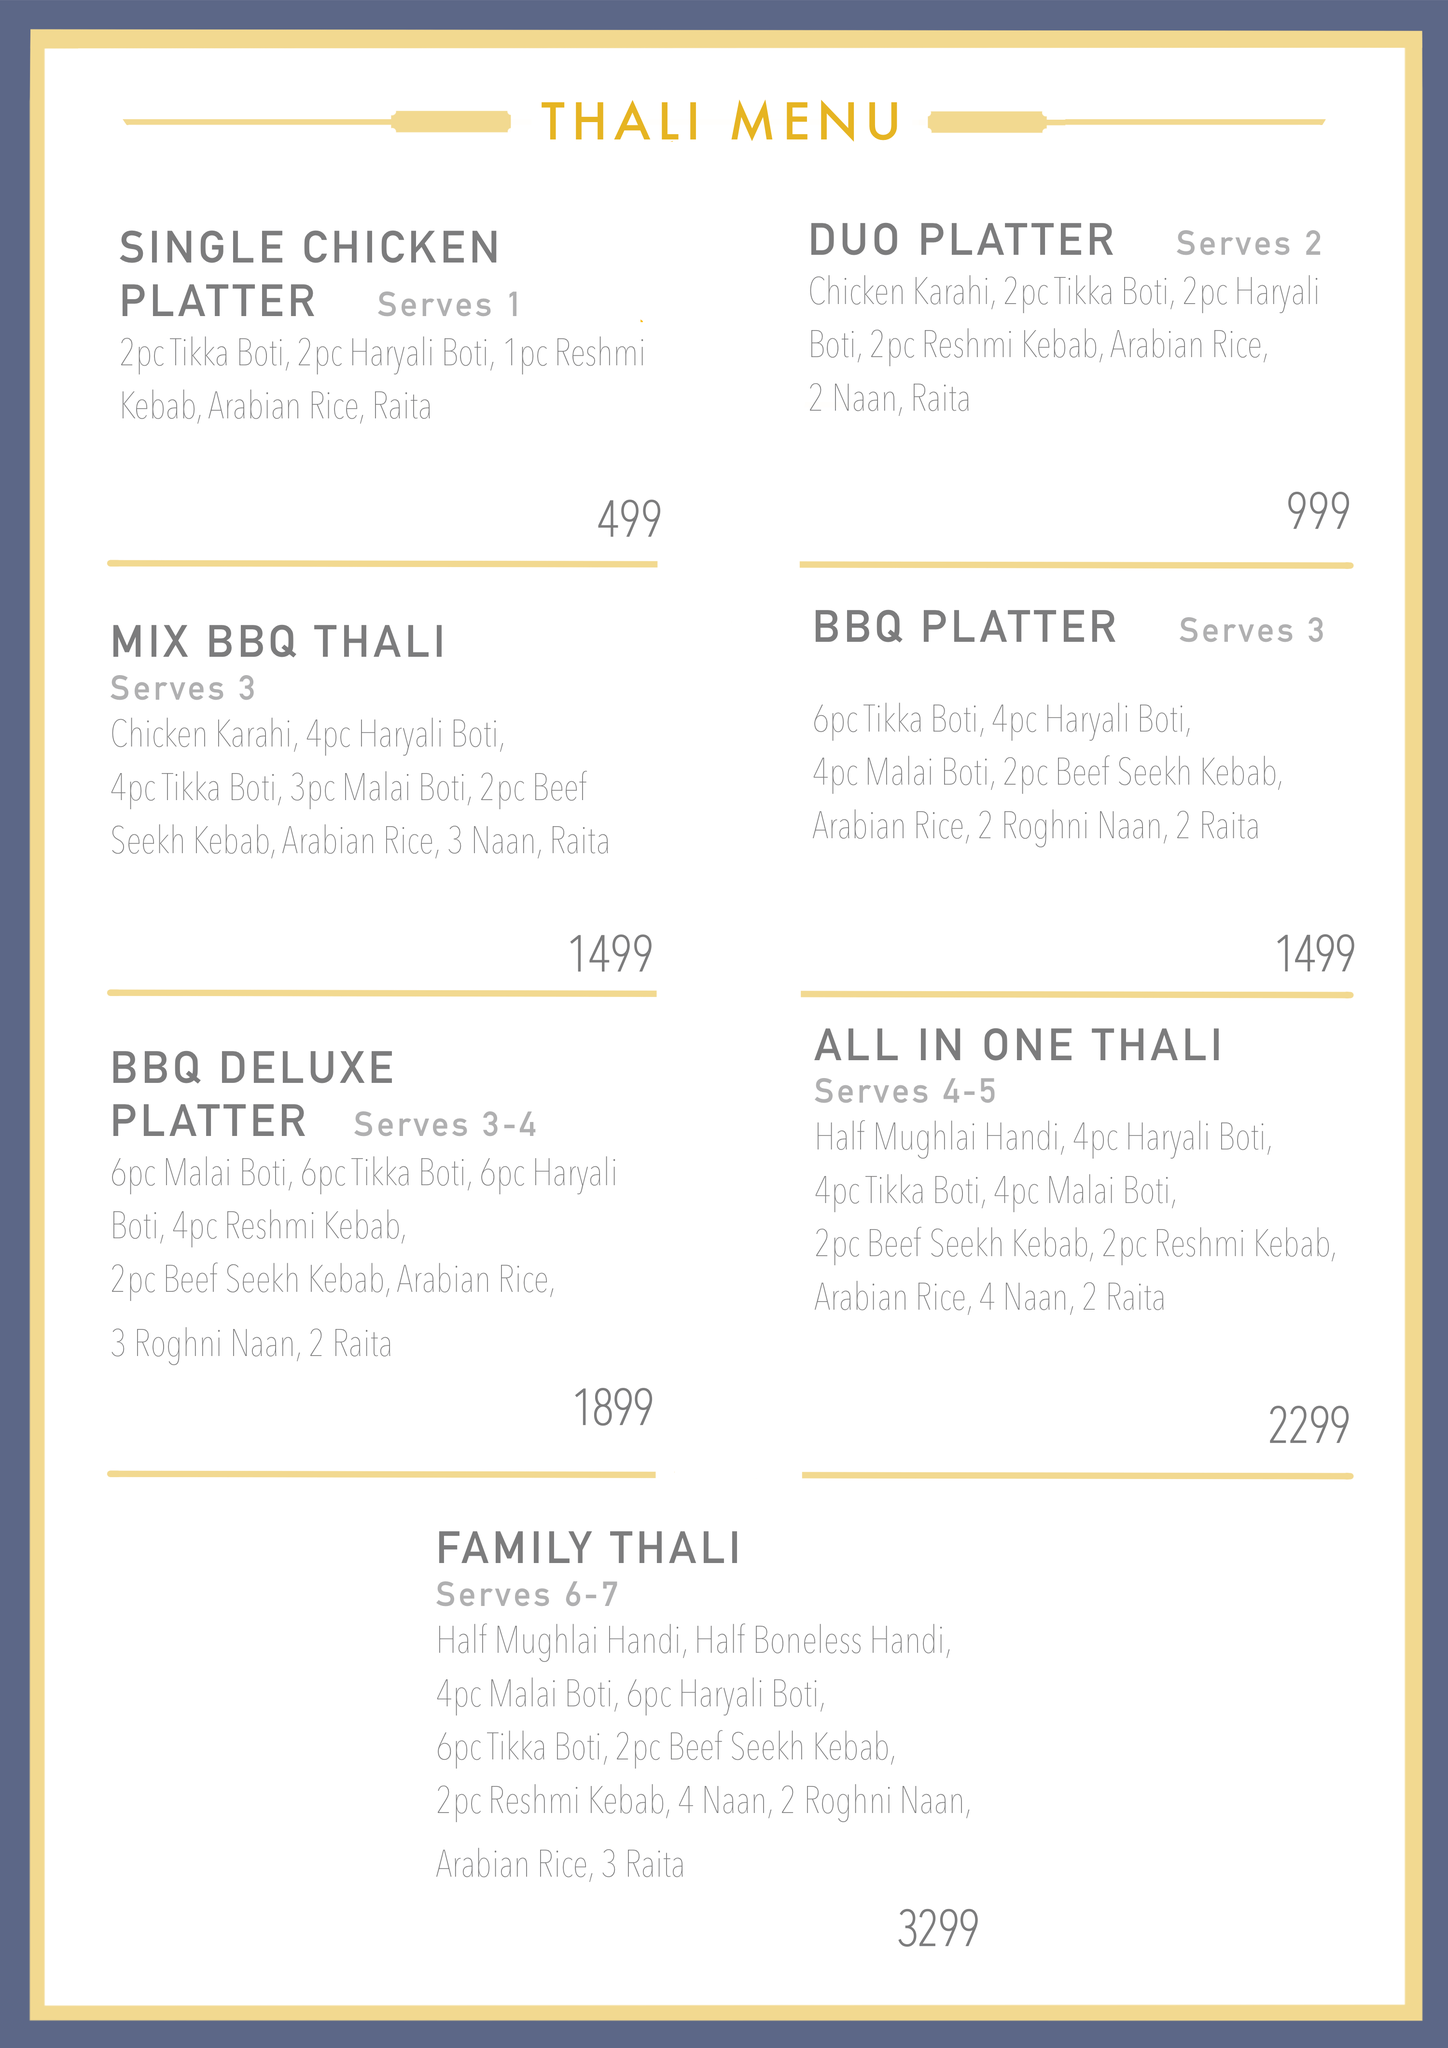 THALI MENU
SINGLE CHICKEN
PLATTER Serves 1
2pc Tikka Boti, 2pc Haryali Boti, 1pc Reshmi
Kebab, Arabian Rice, Raita
499
DUO PLATTER Serves 2
Chicken Karahi, 2pc Tikka Boti, 2pc Haryali
Boti, 2pc Reshmi Kebab, Arabian Rice,
2 Naan, Raita
999
MIX BBQ THALI
Serves 3
Chicken Karahi, 4pc Haryali Boti,
4pc Tikka Boti, 3pc Malai Boti, 2pc Beef
Seekh Kebab, Arabian Rice, 3 Naan, Raita
1499
BBQ PLATTER Serves 3
6pc Tikka Boti, 4pc Haryali Boti,
4pc Malai Boti, 2pc Beef Seekh Kebab,
Arabian Rice, 2 Roghni Naan, 2 Raita
1499
BBQ DELUXE
PLATTER Serves 3-4
6pc Malai Boti, 6pc Tikka Boti, 6pc Haryali
Boti, 4pc Reshmi Kebab,
2pc Beef Seekh Kebab, Arabian Rice,
3 Roghni Naan, 2 Raita
1899
ALL IN ONE THALI
Serves 4-5
Half Mughlai Handi, 4pc Haryali Boti,
4pc Tikka Boti, 4pc Malai Boti,
2pc Beef Seekh Kebab, 2pc Reshmi Kebab,
Arabian Rice, 4 Naan, 2 Raita
2299
FAMILY THALI
Serves 6-7
Half Mughlai Handi, Half Boneless Handi,
4pc Malai Boti, 6pc Haryali Boti,
6pc Tikka Boti, 2pc Beef Seekh Kebab,
2pc Reshmi Kebab, 4 Naan, 2 Roghni Naan,
Arabian Rice, 3 Raita
3299